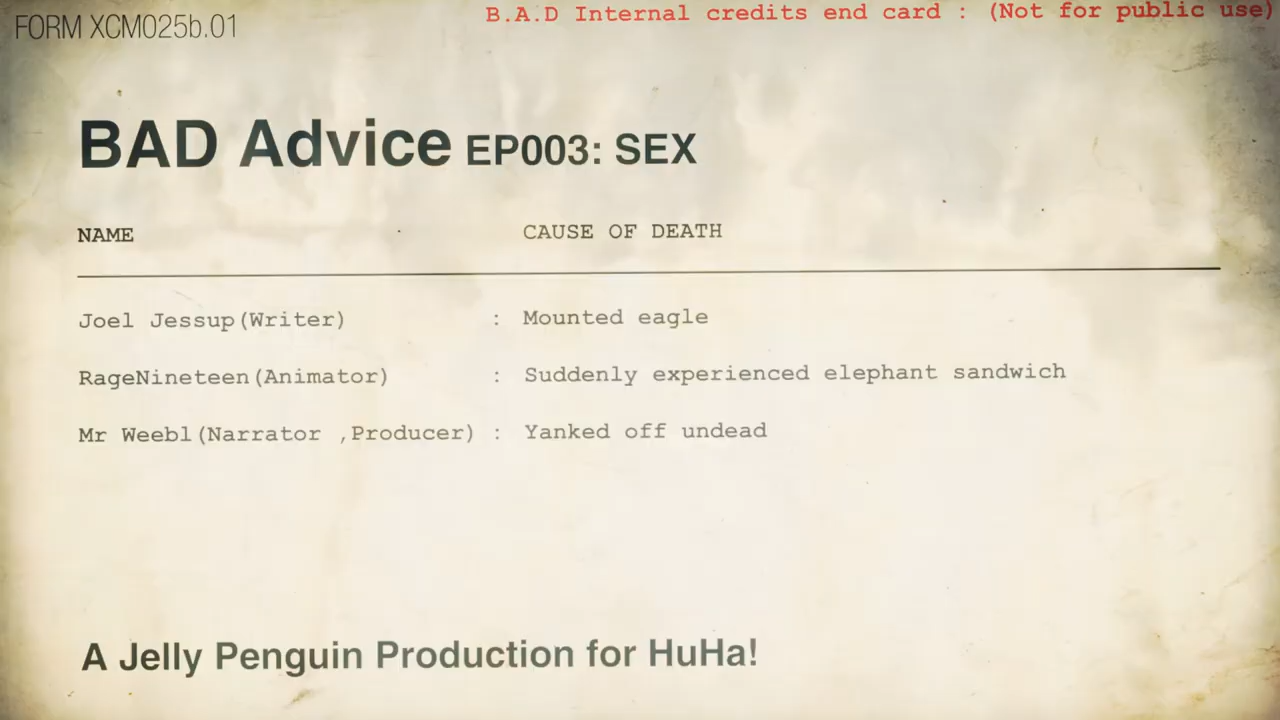 FORM XCM025b.01
B.A.D Internal credits end card : (Not for public use)
BAD Advice EP003: SEX
NAME CAUSE OF DEATH
Joel Jessup(Writer) : Mounted eagle
RageNineteen(Animator) : Suddenly experienced elephant sandwich
Mr Weebl(Narrator ,Producer) : Yanked off undead
A Jelly Penguin Production for HuHa!